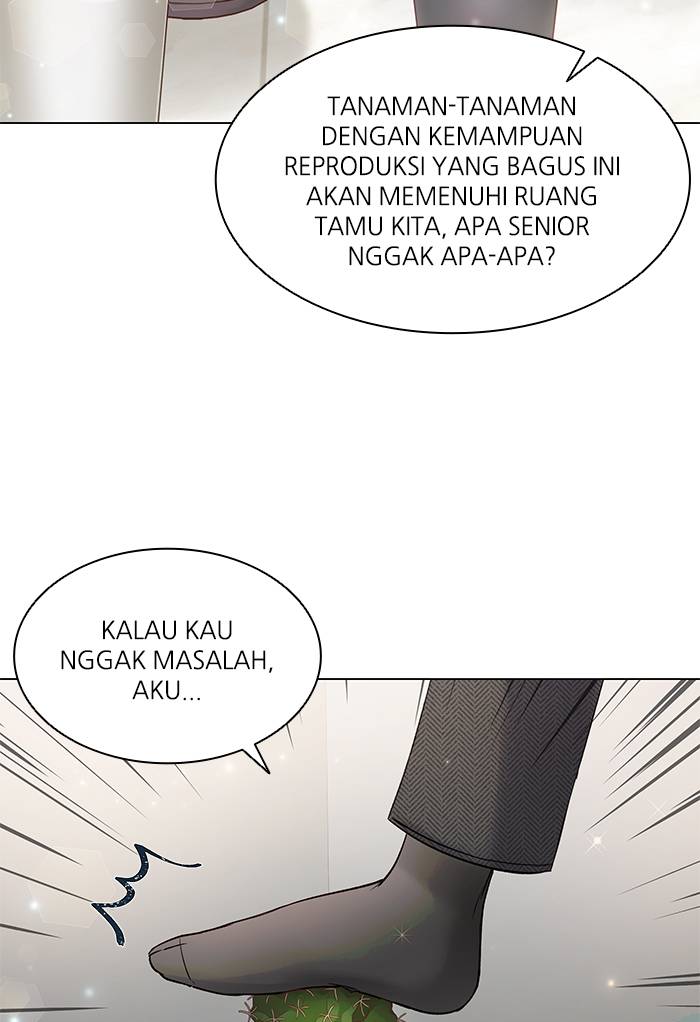 TANAMAN-TANAMAN
DENGAN KEMAMPUAN
REPRODUKSI YANG BAGUS INI
AKAN MEMENUHI RUANG
TAMU KITA, APA SENIOR
NGGAK APA-APA?
KALAU KAU
NGGAK MASALAH,
AKU...